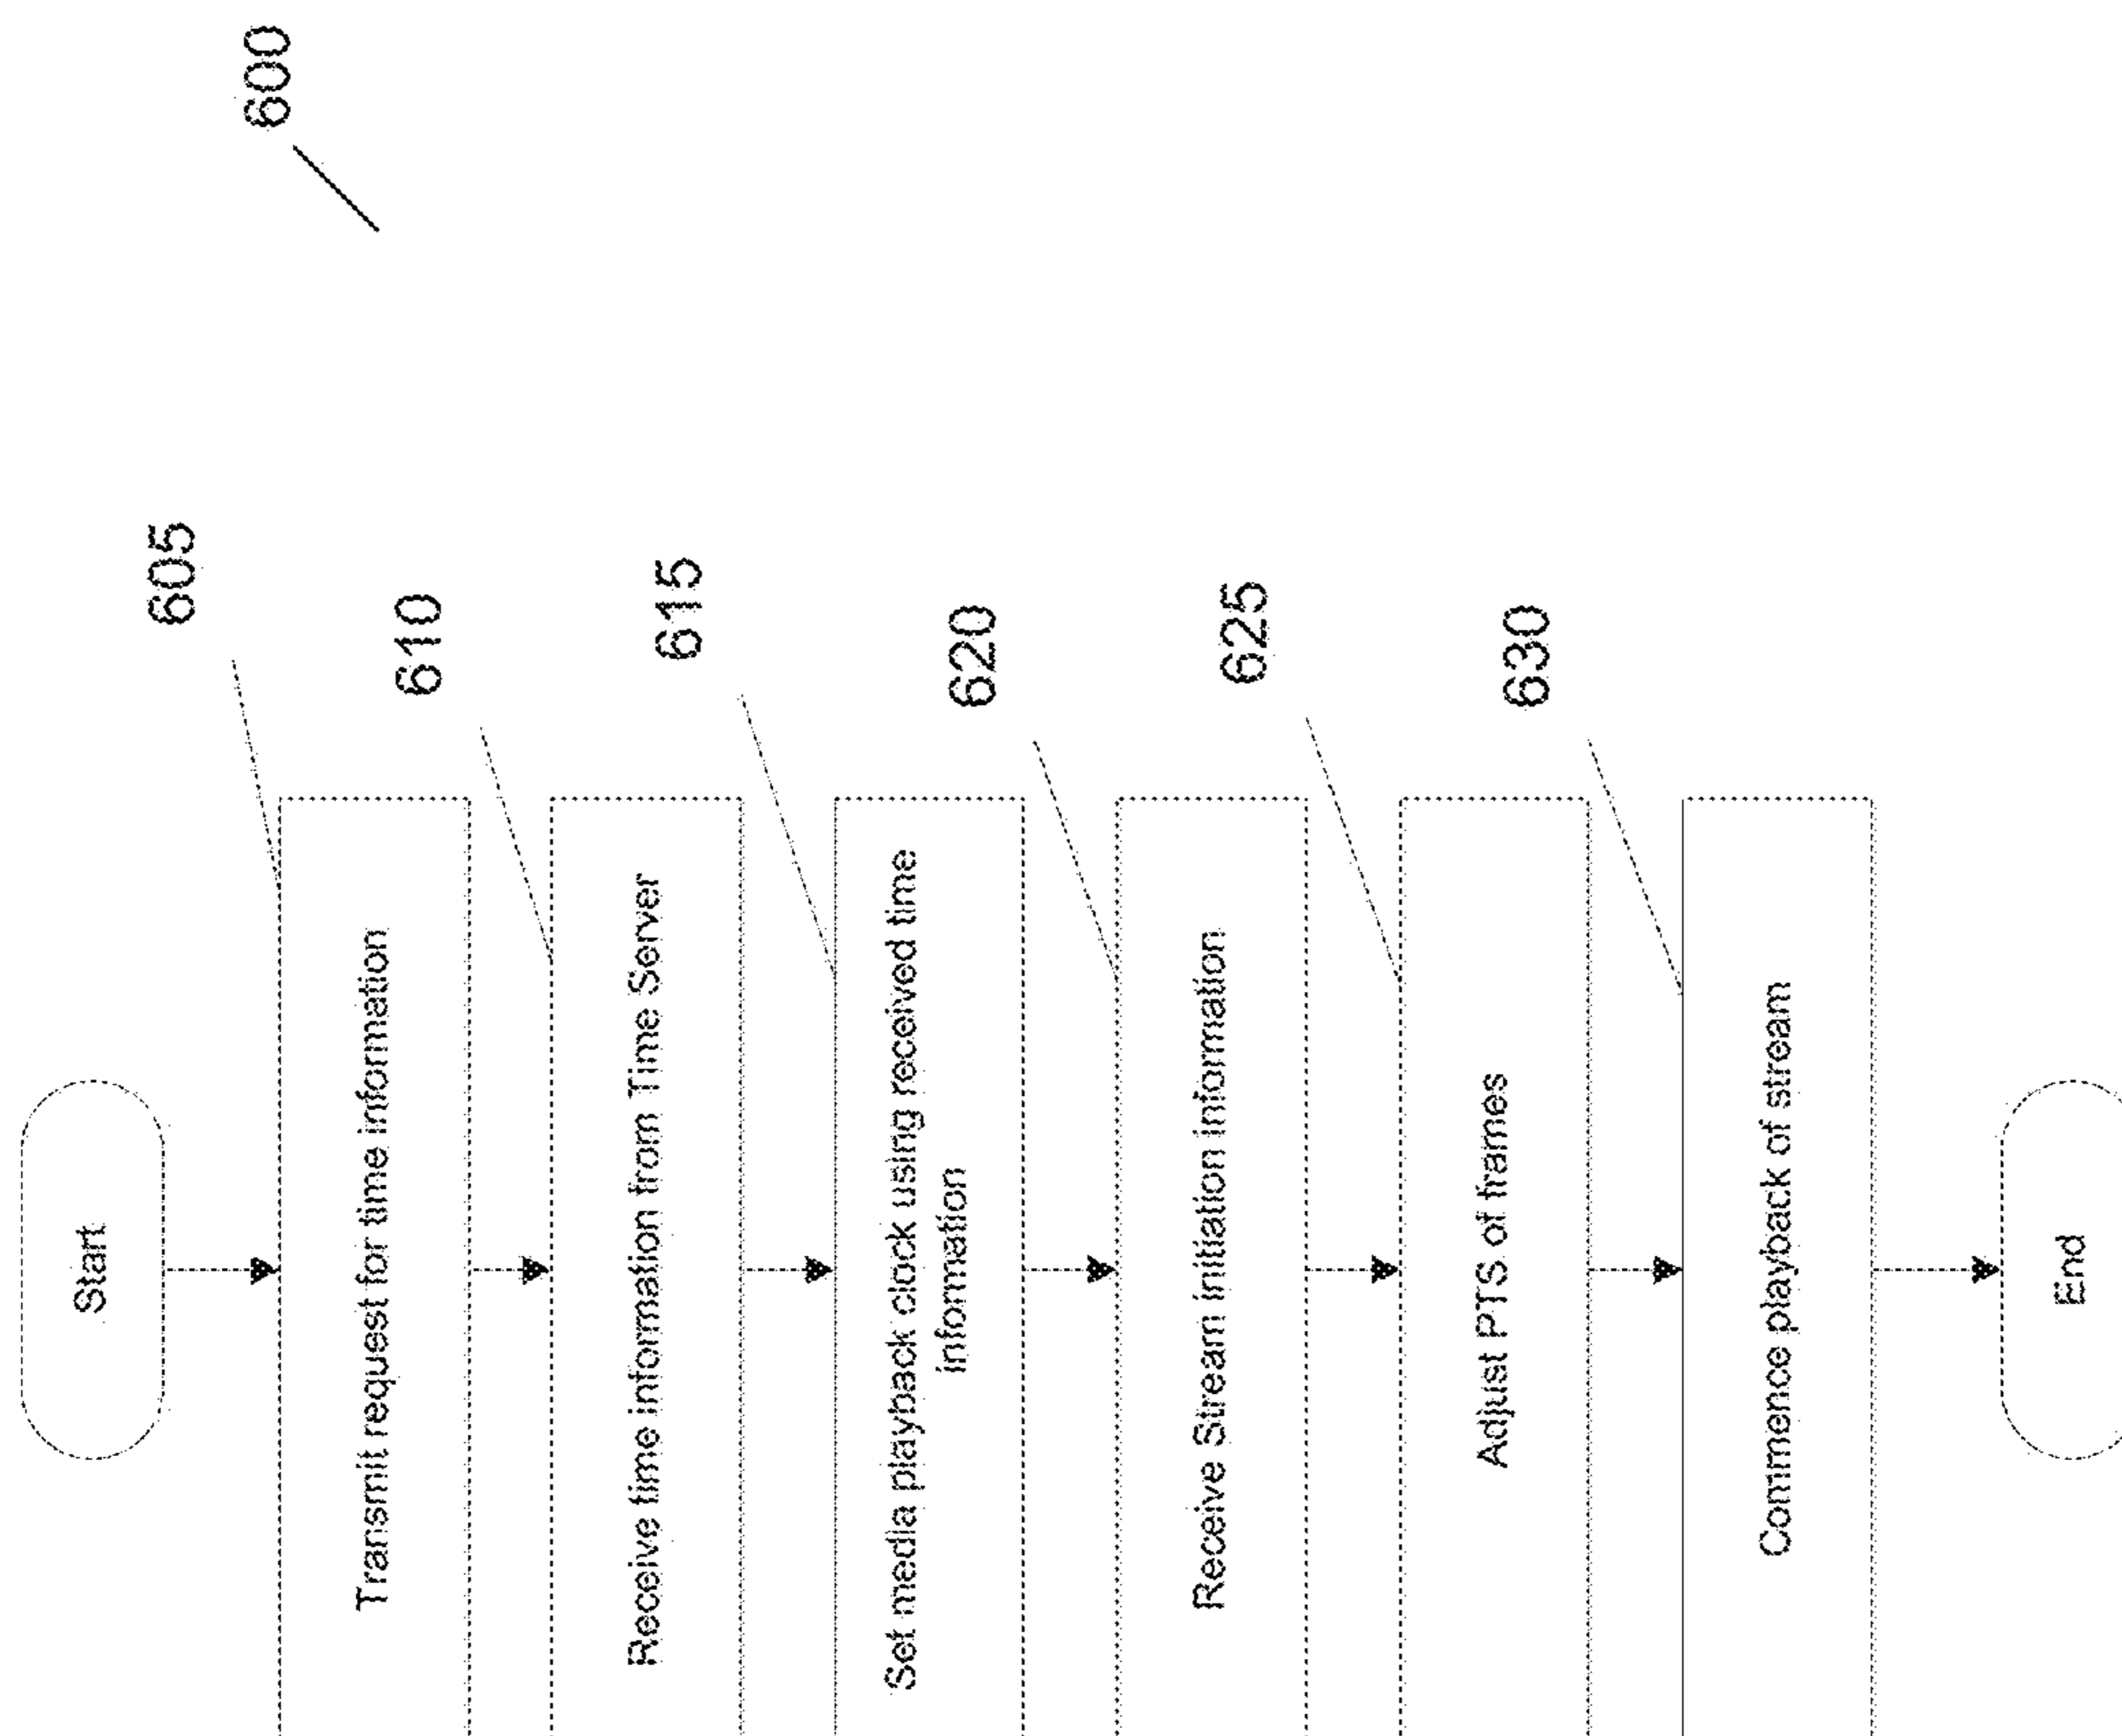 600
Start
605
Transmit request for time information
610
Receive time information from Time Server
615
Set media playback clock using received time
information
620
Receive Stream initiation information
625
Adjust PTS of frames
630
Commence playback of stream
End